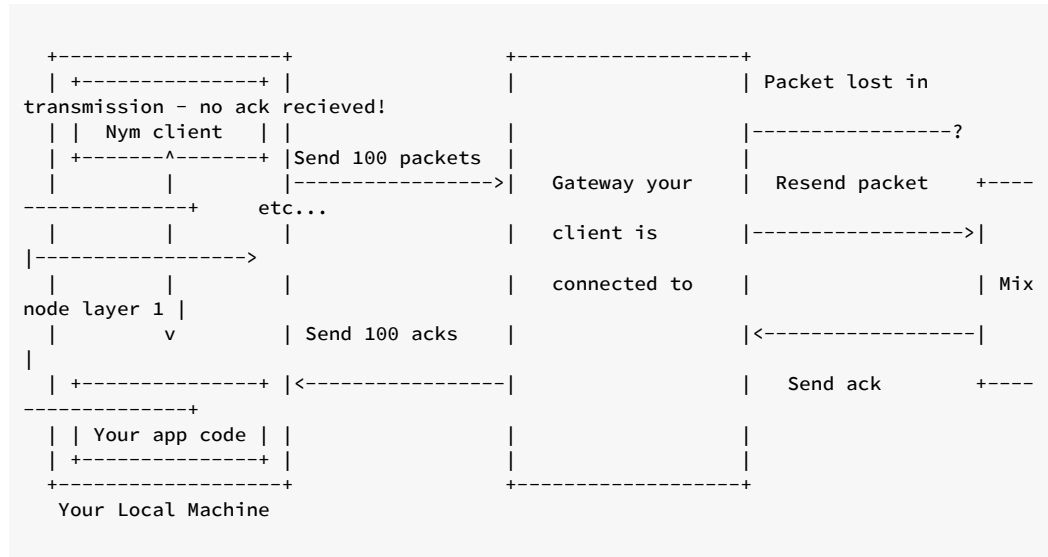 +-------------------+                   +-------------------+
| +---------------+ |                   |                   | Packet lost in
transmission - no ack recieved!
| |  Nym client   | |                   |                   |-----------------?
| +-------^-------+ |Send 100 packets  |                   |
|         |         |----------------->|   Gateway your    |  Resend packet    +----
--------------+     etc...
|         |         |                  |   client is       |------------------>|
|------------------>
|         |         |                  |   connected to    |                   | Mix
node layer 1 |
|         v         | Send 100 acks    |                   |<------------------|
|
| +---------------+ |<-----------------|                   |   Send ack        +----
--------------+
| | Your app code | |                  |                   |
| +---------------+ |                  |                   |
+-------------------+                  +-------------------+
Your Local Machine